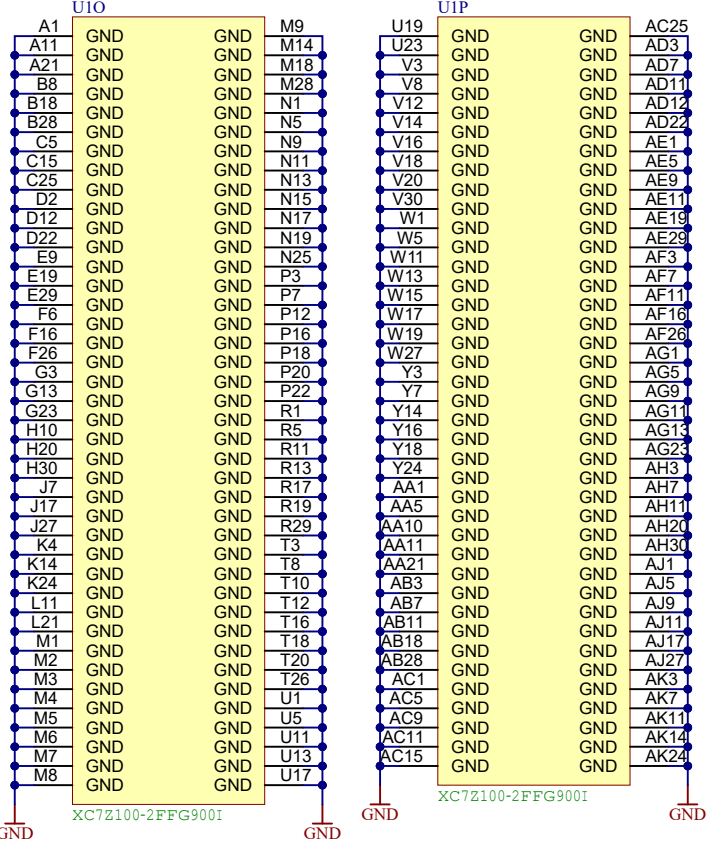 U1O
A1 GND GND M9
A11 GND GND M14
A21 GND GND M18
B8 GND GND M28
B18 GND GND N1
B28 GND GND N5
C5 GND GND N9
C15 GND GND N11
C25 GND GND N13
D2 GND GND N15
D12 GND GND N17
D22 GND GND N19
E9 GND GND N25
E19 GND GND P3
E29 GND GND P7
F6 GND GND P12
F16 GND GND P16
F26 GND GND P18
G3 GND GND P20
G13 GND GND P22
G23 GND GND R1
H10 GND GND R5
H20 GND GND R11
H30 GND GND R13
J7 GND GND R17
J17 GND GND R19
J27 GND GND R29
K4 GND GND T3
K14 GND GND T8
K24 GND GND T10
L11 GND GND T12
L21 GND GND T16
M1 GND GND T18
M2 GND GND T20
M3 GND GND T26
M4 GND GND U1
M5 GND GND U5
M6 GND GND U11
M7 GND GND U13
M8 GND GND U17
XC7Z100-2FFG900I
GND GND
U1P
U19 GND GND AC25
U23 GND GND AD3
V3 GND GND AD7
V8 GND GND AD11
V12 GND GND AD12
V14 GND GND AD22
V16 GND GND AE1
V18 GND GND AE5
V20 GND GND AE9
V30 GND GND AE11
W1 GND GND AE19
W5 GND GND AE29
W11 GND GND AF3
W13 GND GND AF7
W15 GND GND AF11
W17 GND GND AF16
W19 GND GND AF26
W27 GND GND AG1
Y3 GND GND AG5
Y7 GND GND AG9
Y14 GND GND AG11
Y16 GND GND AG13
Y18 GND GND AG23
Y24 GND GND AH3
AA1 GND GND AH7
AA5 GND GND AH11
AA10 GND GND AH20
AA11 GND GND AH30
AA21 GND GND AJ1
AB3 GND GND AJ5
AB7 GND GND AJ9
AB11 GND GND AJ11
AB18 GND GND AJ17
AB28 GND GND AJ27
AC1 GND GND AK3
AC5 GND GND AK7
AC9 GND GND AK11
AC11 GND GND AK14
AC15 GND GND AK24
XC7Z100-2FFG900I
GND GND